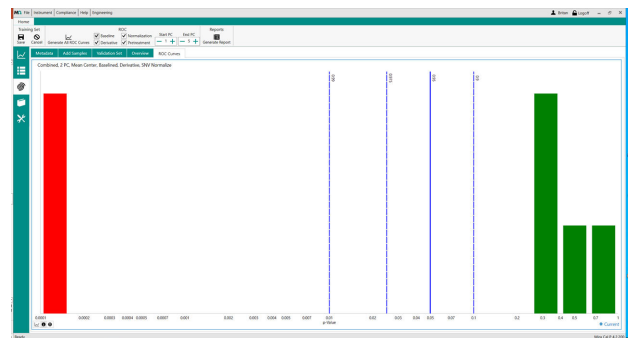 File Instrument Compliance Help Engineering
Logoff
Home
Training Set
ROC
Reports
Save Cancel Generate All ROC Curves Baseline Normalization Derivative Pretreatment Start PC 1 End PC Generate Report
Metadata Add Samples Validation Set Overview ROC Curves
Combined, 2 PC, Mean Center, Baselined, Derivative, SNV Normalize
0.0001 0.0002 0.0003 0.0004 0.0005 0.0007 0.001 0.002 0.003 0.004 0.005 0.007 0.01 0.02 0.03 0.04 0.05 0.07 0.1 0.2 0.3 0.4 0.5 0.7 1
p-Value
Current